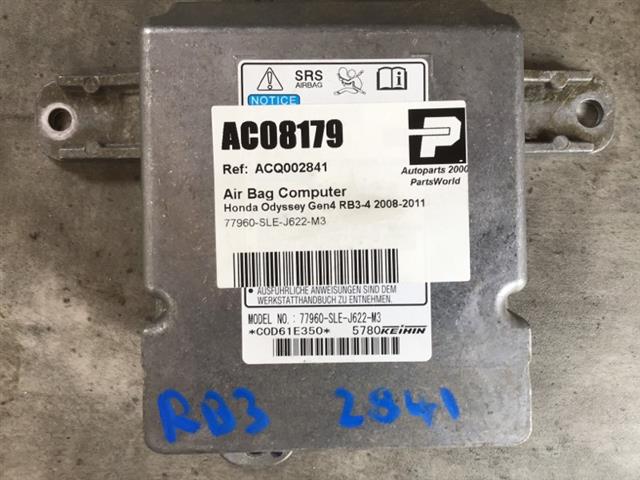 SRS
AIRBAG
NOTICE
AC08179
Ref: ACQ002841
Autoparts 2000
PartsWorld
Air Bag Computer
Honda Odyssey Gen4 RB3-4 2008-2011
77960-SLE-J622-M3
• AUSFÜHRLICHE ANWEISUNGEN SIND DEM
WERKSTATTHANDBUCH ZU ENTNEHMEN.
MODEL NO.: 77960-SLE-J622-M3
*COD61E350* 5780 KEIHIN
RB3 2841